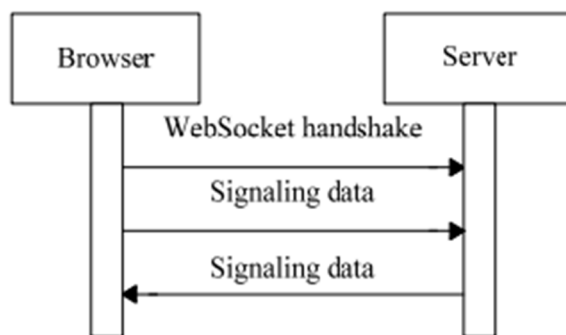 Browser
Server
WebSocket handshake
Signaling data
Signaling data